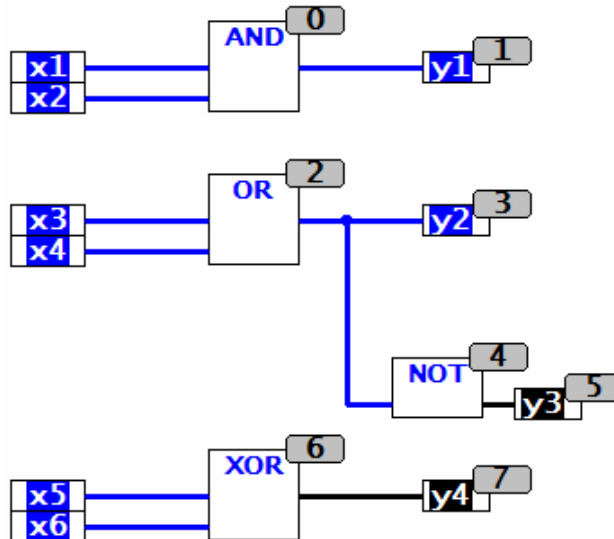 AND 0
x1 y1 1
x2
OR 2
x3 y2 3
x4
NOT 4
y3 5
XOR 6
x5 y4 7
x6